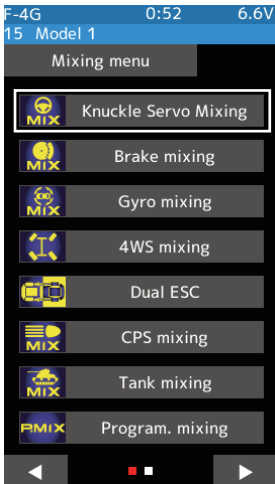 F-4G 0:52 6.6V
15 Model 1
Mixing menu
MIX Knuckle Servo Mixing
MIX Brake mixing
MIX Gyro mixing
4WS mixing
Dual ESC
MIX CPS mixing
MIX Tank mixing
PMIX Program. mixing